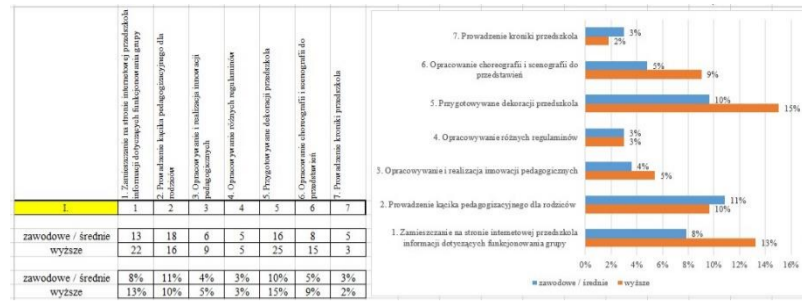 1. Zamieszczanie na stronie internetowej przedszkola
informacji dotyczących funkcjonowania grupy
2. Prowadzenie kącika pedagogizacyjnego dla
rodziców
3. Opracowywanie i realizacja innowacji
pedagogicznych
4. Opracowywanie różnych regulaminów
5. Przygotowywane dekoracji przedszkola
6. Opracowanie choreografii i scenografii do
przedstawień
7. Prowadzenie kroniki przedszkola
I. 1 2 3 4 5 6 7
zawodowe / średnie 13 18 6 5 16 8 5
wyższe 22 16 9 5 25 15 3
zawodowe / średnie 8% 11% 4% 3% 10% 5% 3%
wyższe 13% 10% 5% 3% 15% 9% 2%
7. Prowadzenie kroniki przedszkola
3%
2%
6. Opracowanie choreografii i scenografii do
przedstawień
5%
9%
5. Przygotowywane dekoracji przedszkola
10%
15%
4. Opracowywanie różnych regulaminów
3%
3%
3. Opracowywanie i realizacja innowacji pedagogicznych
4%
5%
2. Prowadzenie kącika pedagogizacyjnego dla rodziców
11%
10%
1. Zamieszczanie na stronie internetowej przedszkola
informacji dotyczących funkcjonowania grupy
8%
13%
0% 2% 4% 6% 8% 10% 12% 14% 16%
zawodowe / średnie wyższe